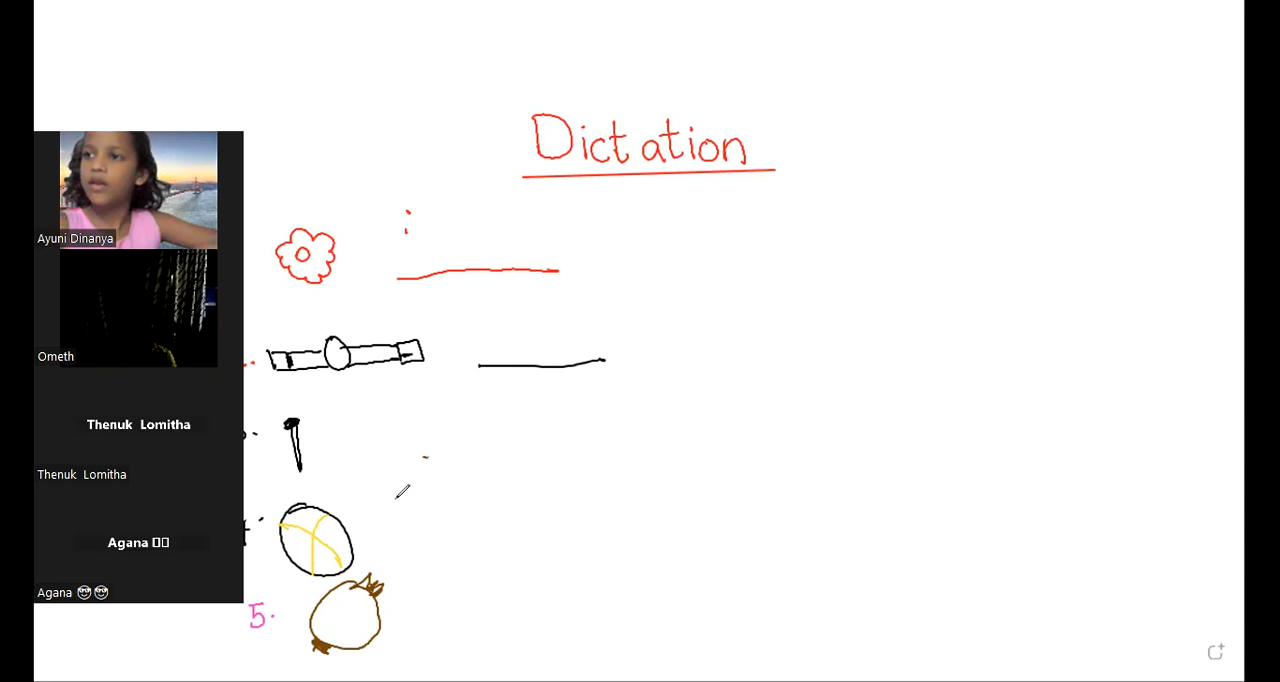 Dictation
Ayuni Dinanya
Ometh
Thenuk Lomitha
Thenuk Lomitha
Agana
Agana 😎😎
5.